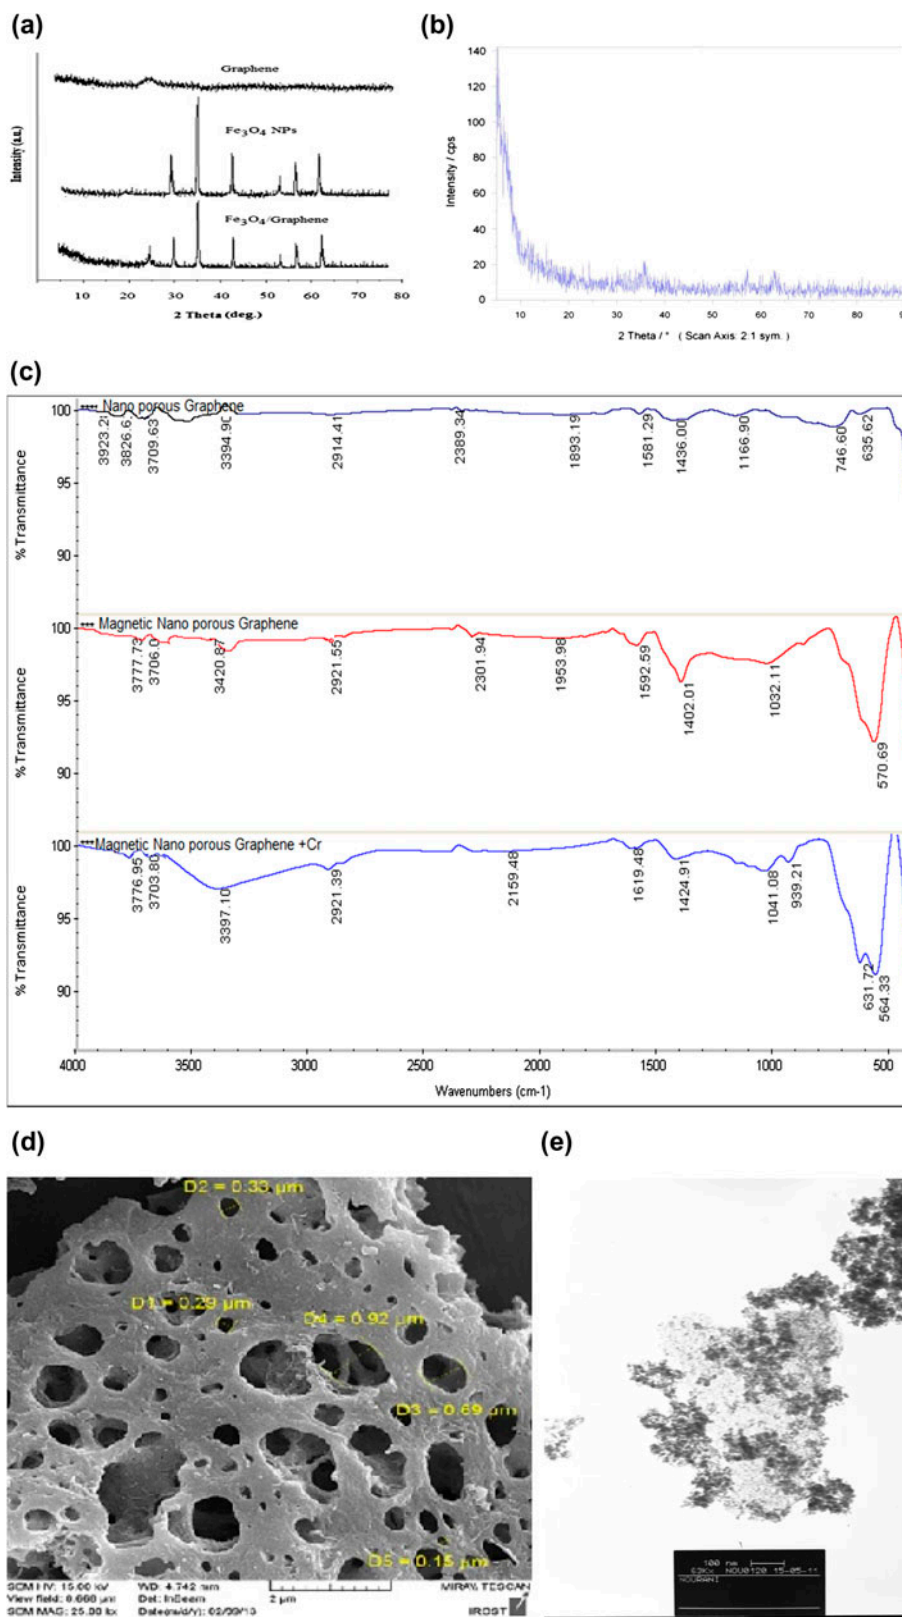 (a)
Graphene
Fe3O4 NPs
Fe3O4/Graphene
Intensity (a.u.)
10 20 30 40 50 60 70 80
2 Theta (deg.)
(b)
140
120
100
80
60
40
20
0
Intensity / cps
10 20 30 40 50 60 70 80 90
2 Theta / ° ( Scan Axis: 2:1 sym. )
(c)
**** Nano porous Graphene
100
95
90
% Transmittance
3923.2
3826.6
3709.63
3394.90
2914.41
2389.34
1893.19
1581.29
1436.00
1166.90
746.60
635.62
*** Magnetic Nano porous Graphene
100
95
90
% Transmittance
3777.73
3706.0
3420.87
2921.55
2301.94
1953.98
1592.59
1402.01
1032.11
570.69
***Magnetic Nano porous Graphene +Cr
100
95
90
% Transmittance
3776.95
3703.80
3397.10
2921.39
2159.48
1619.48
1424.91
1041.08
939.21
631.72
564.33
4000 3500 3000 2500 2000 1500 1000 500
Wavenumbers (cm-1)
(d)
D2 = 0.33 µm
D1 = 0.29 µm
D4 = 0.92 µm
D3 = 0.69 µm
D5 = 0.15 µm
SEM HV: 15.00 kV WD: 4.742 mm MIRA\\ TESCAN
View field: 8.668 µm Det: InBeam 2 µm
SEM MAG: 25.00 kx Date(m/d/y): IROST
(e)
100 nm
63Kx NOU0120 15-05-11
NOURANI